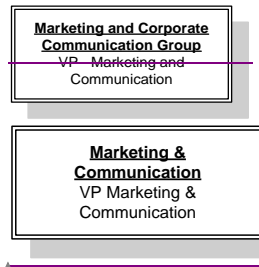 Marketing and Corporate
Communication Group
VP - Marketing and
Communication
Marketing &
Communication
VP Marketing &
Communication